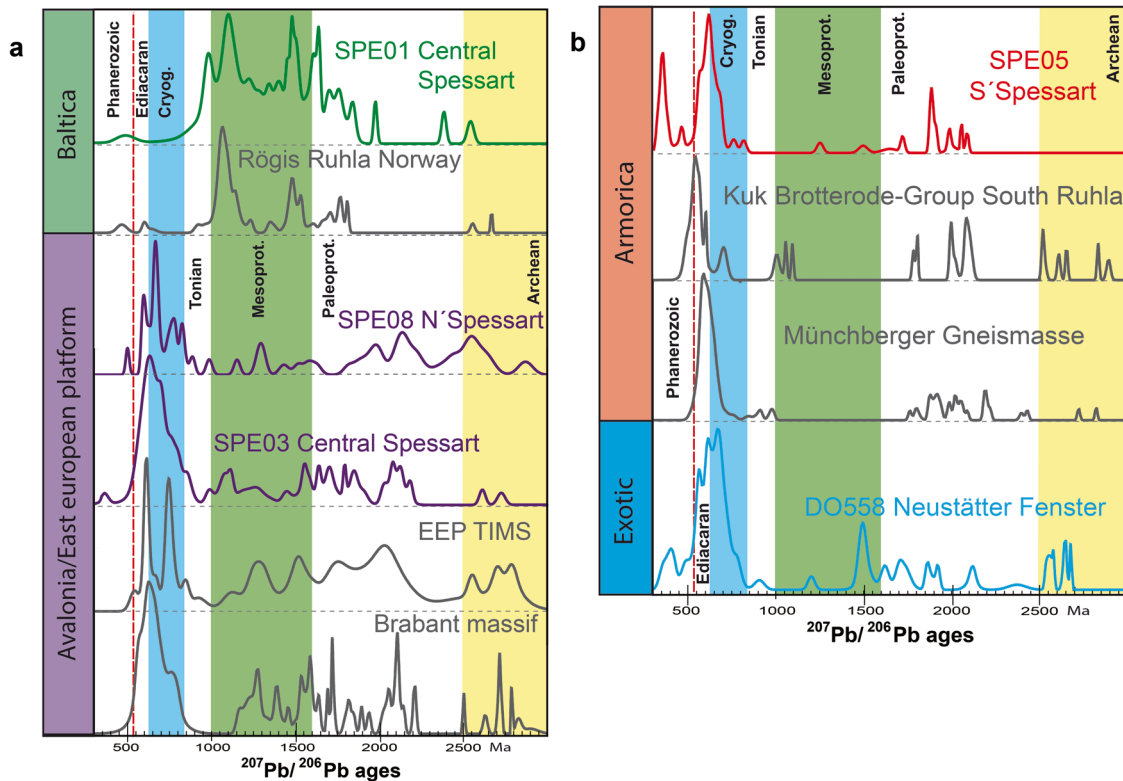 a
Baltica
Phanerozoic
Ediacaran
Cryog.
SPE01 Central
Spessart
Rögis Ruhla Norway
Avalonia/East european platform
Tonian
Mesoprot.
Paleoprot.
Archean
SPE08 N´Spessart
SPE03 Central Spessart
EEP TIMS
Brabant massif
500
1000
1500
2000
2500 Ma
207Pb/ 206Pb ages
b
Armorica
Cryog.
Tonian
Mesoprot.
Paleoprot.
Archean
SPE05
S´Spessart
Kuk Brotterode-Group South Ruhla
Phanerozoic
Münchberger Gneismasse
Exotic
Ediacaran
DO558 Neustätter Fenster
500
1000
1500
2000
2500 Ma
207Pb/ 206Pb ages